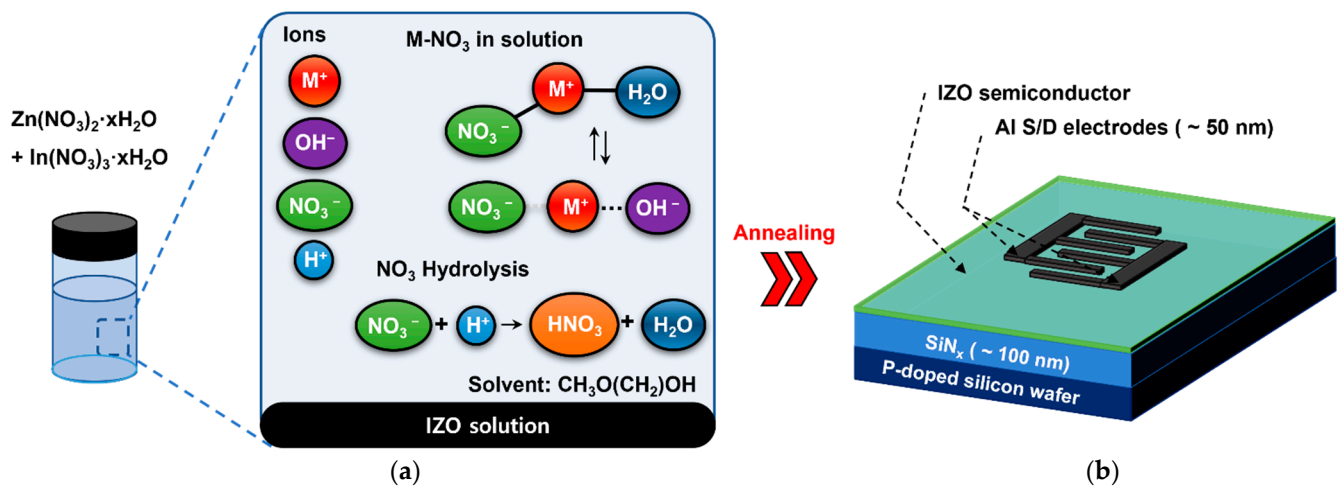 Zn(NO₃)₂·xH₂O
+ In(NO₃)₃·xH₂O
Ions
M⁺
OH⁻
NO₃⁻
H⁺
M-NO₃ in solution
M⁺
H₂O
NO₃⁻
NO₃⁻
M⁺
OH⁻
NO₃ Hydrolysis
NO₃⁻ + H⁺ → HNO₃ + H₂O
Solvent: CH₃O(CH₂)OH
IZO solution
(a)
Annealing
IZO semiconductor
Al S/D electrodes ( ~ 50 nm)
SiNₓ ( ~ 100 nm)
P-doped silicon wafer
(b)